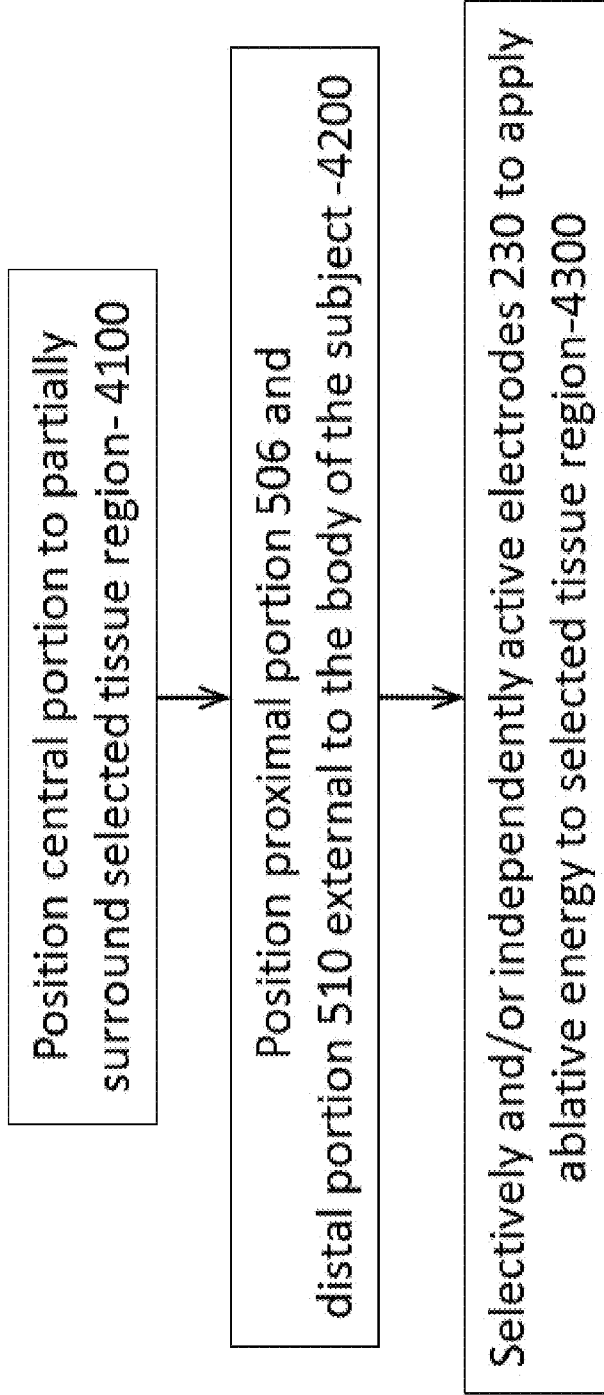 Position central portion to partially
surround selected tissue region- 4100
Position proximal portion 506 and
distal portion 510 external to the body of the subject -4200
Selectively and/or independently active electrodes 230 to apply
ablative energy to selected tissue region-4300